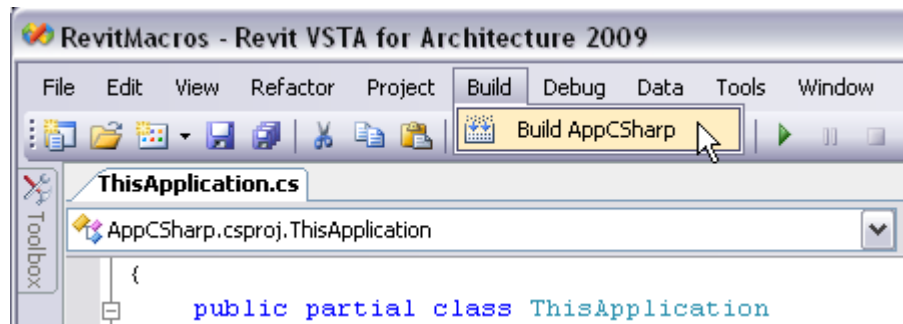 RevitMacros - Revit VSTA for Architecture 2009
File Edit View Refactor Project Build Debug Data Tools Window
Build AppCSharp
ThisApplication.cs
Toolbox
AppCSharp.csproj.ThisApplication
{
public partial class ThisApplication